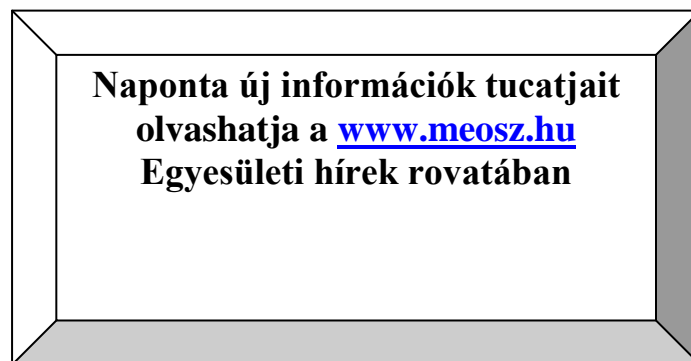 Naponta új információk tucatjait
olvashatja a www.meosz.hu
Egyesületi hírek rovatában